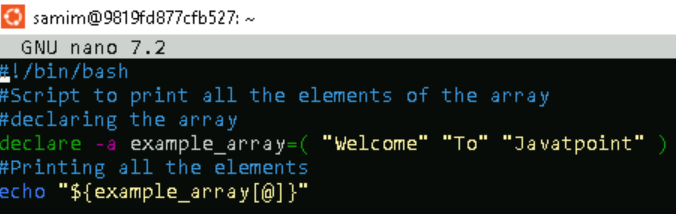 samim@9819fd877cfb527: ~
GNU nano 7.2
#!/bin/bash
#Script to print all the elements of the array
#declaring the array
declare -a example_array=( "Welcome" "To" "Javatpoint" )
#Printing all the elements
echo "${example_array[@]}"